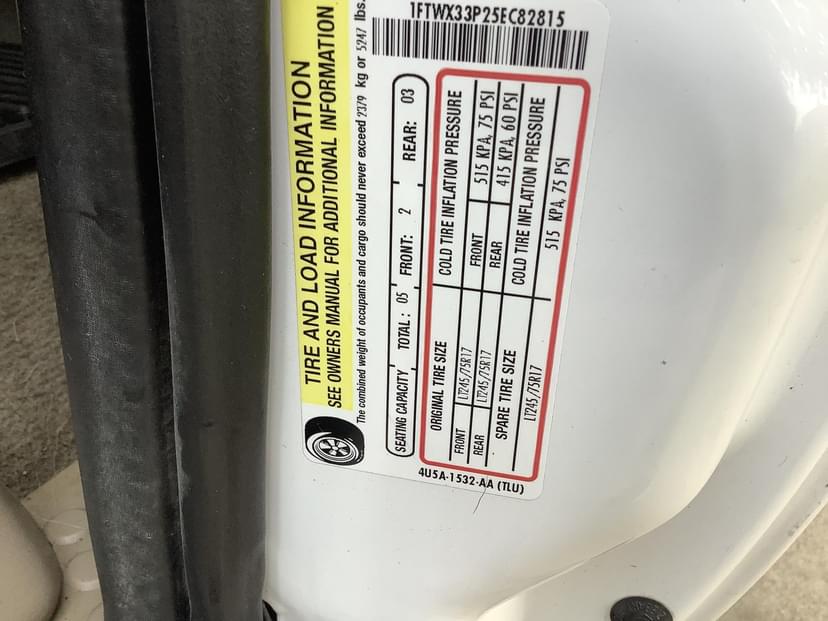 1FTWX33P25EC82815
TIRE AND LOAD INFORMATION
SEE OWNERS MANUAL FOR ADDITIONAL INFORMATION
The combined weight of occupants and cargo should never exceed 2379 kg or 5247 lbs.
SEATING CAPACITY TOTAL: 05 FRONT: 2 REAR: 03
ORIGINAL TIRE SIZE COLD TIRE INFLATION PRESSURE
FRONT LT245/75R17 FRONT 515 KPA, 75 PSI
REAR LT245/75R17 REAR 415 KPA, 60 PSI
SPARE TIRE SIZE COLD TIRE INFLATION PRESSURE
LT245/75R17 515 KPA, 75 PSI
4U5A-1532-AA (TLU)